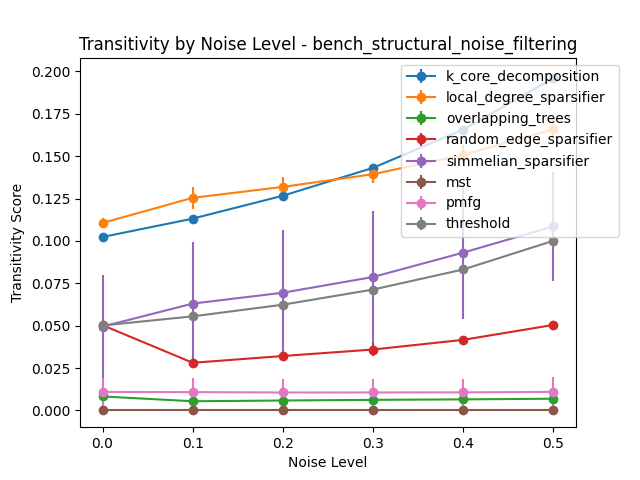 Transitivity by Noise Level - bench_structural_noise_filtering
Transitivity Score
0.200
0.175
0.150
0.125
0.100
0.075
0.050
0.025
0.000
k_core_decomposition
local_degree_sparsifier
overlapping_trees
random_edge_sparsifier
simmelian_sparsifier
mst
pmfg
threshold
0.0 0.1 0.2 0.3 0.4 0.5
Noise Level